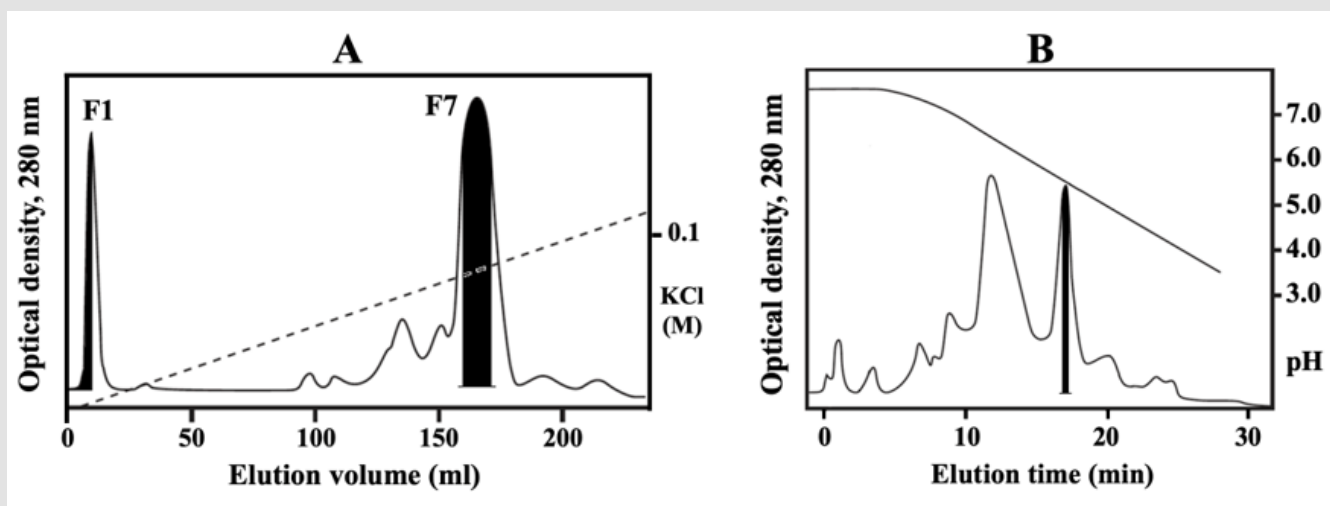 A
F1
F7
Optical density, 280 nm
0.1
KCl
(M)
0 50 100 150 200
Elution volume (ml)
B
Optical density, 280 nm
7.0
6.0
5.0
4.0
3.0
pH
0 10 20 30
Elution time (min)